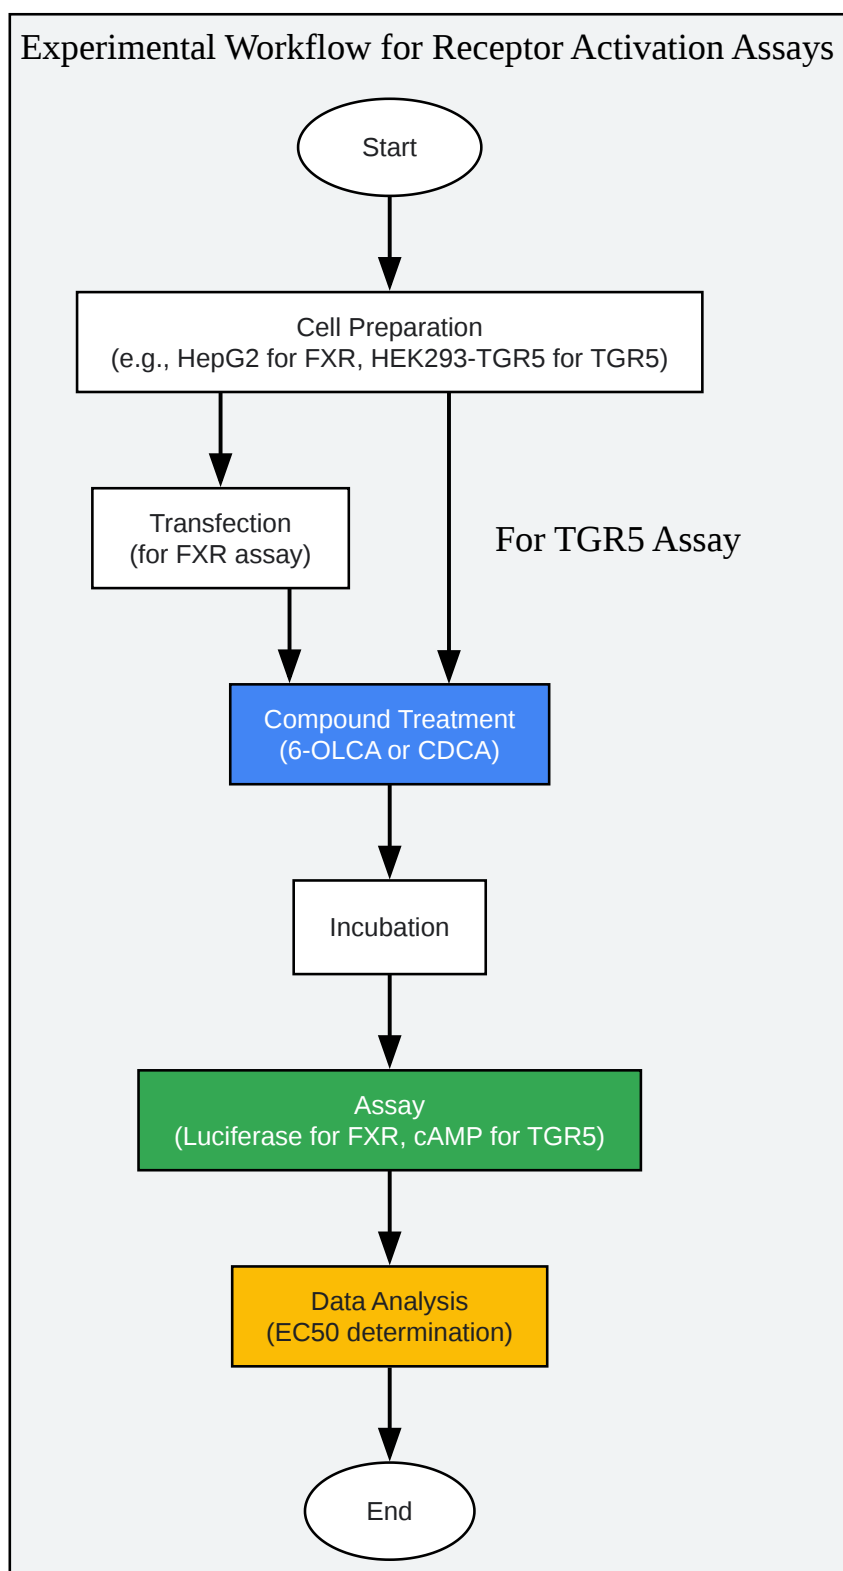 Experimental Workflow for Receptor Activation Assays
Start
Cell Preparation
(e.g., HepG2 for FXR, HEK293-TGR5 for TGR5)
Transfection
(for FXR assay)
For TGR5 Assay
Compound Treatment
(6-OLCA or CDCA)
Incubation
Assay
(Luciferase for FXR, cAMP for TGR5)
Data Analysis
(EC50 determination)
End